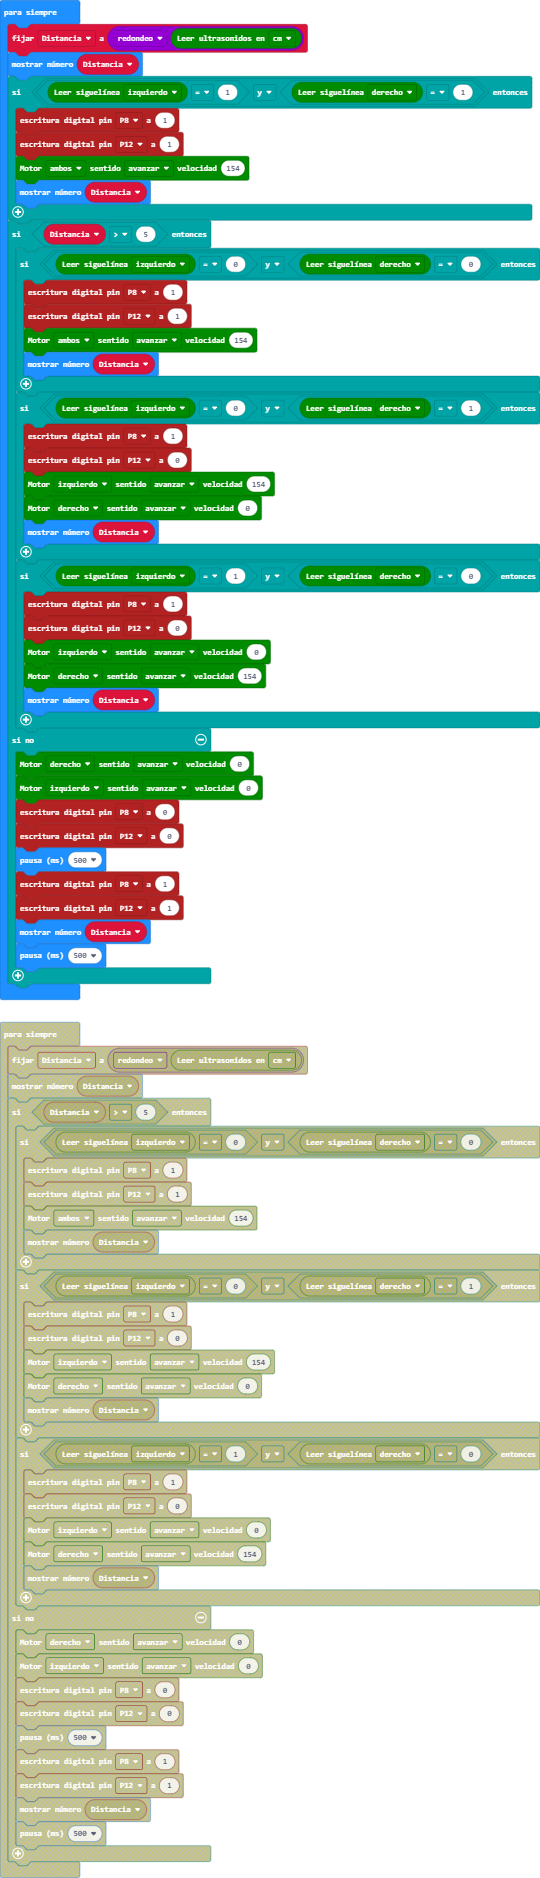 para siempre
fijar Distancia a redondeo Leer ultrasonidos en cm
mostrar número Distancia
si Leer siguelínea izquierdo = 1 y Leer siguelínea derecho = 1 entonces
escritura digital pin P8 a 1
escritura digital pin P12 a 1
Motor ambos sentido avanzar velocidad 154
mostrar número Distancia
si Distancia > 5 entonces
si Leer siguelínea izquierdo = 0 y Leer siguelínea derecho = 0 entonces
escritura digital pin P8 a 1
escritura digital pin P12 a 1
Motor ambos sentido avanzar velocidad 154
mostrar número Distancia
si Leer siguelínea izquierdo = 0 y Leer siguelínea derecho = 1 entonces
escritura digital pin P8 a 1
escritura digital pin P12 a 0
Motor izquierdo sentido avanzar velocidad 154
Motor derecho sentido avanzar velocidad 0
mostrar número Distancia
si Leer siguelínea izquierdo = 1 y Leer siguelínea derecho = 0 entonces
escritura digital pin P8 a 1
escritura digital pin P12 a 0
Motor izquierdo sentido avanzar velocidad 0
Motor derecho sentido avanzar velocidad 154
mostrar número Distancia
si no
Motor derecho sentido avanzar velocidad 0
Motor izquierdo sentido avanzar velocidad 0
escritura digital pin P8 a 0
escritura digital pin P12 a 0
pausa (ms) 500
escritura digital pin P8 a 1
escritura digital pin P12 a 1
mostrar número Distancia
pausa (ms) 500
para siempre
fijar Distancia a redondeo Leer ultrasonidos en cm
mostrar número Distancia
si Distancia > 5 entonces
si Leer siguelínea izquierdo = 0 y Leer siguelínea derecho = 0 entonces
escritura digital pin P8 a 1
escritura digital pin P12 a 1
Motor ambos sentido avanzar velocidad 154
mostrar número Distancia
si Leer siguelínea izquierdo = 0 y Leer siguelínea derecho = 1 entonces
escritura digital pin P8 a 1
escritura digital pin P12 a 0
Motor izquierdo sentido avanzar velocidad 154
Motor derecho sentido avanzar velocidad 0
mostrar número Distancia
si Leer siguelínea izquierdo = 1 y Leer siguelínea derecho = 0 entonces
escritura digital pin P8 a 1
escritura digital pin P12 a 0
Motor izquierdo sentido avanzar velocidad 0
Motor derecho sentido avanzar velocidad 154
mostrar número Distancia
si no
Motor derecho sentido avanzar velocidad 0
Motor izquierdo sentido avanzar velocidad 0
escritura digital pin P8 a 0
escritura digital pin P12 a 0
pausa (ms) 500
escritura digital pin P8 a 1
escritura digital pin P12 a 1
mostrar número Distancia
pausa (ms) 500